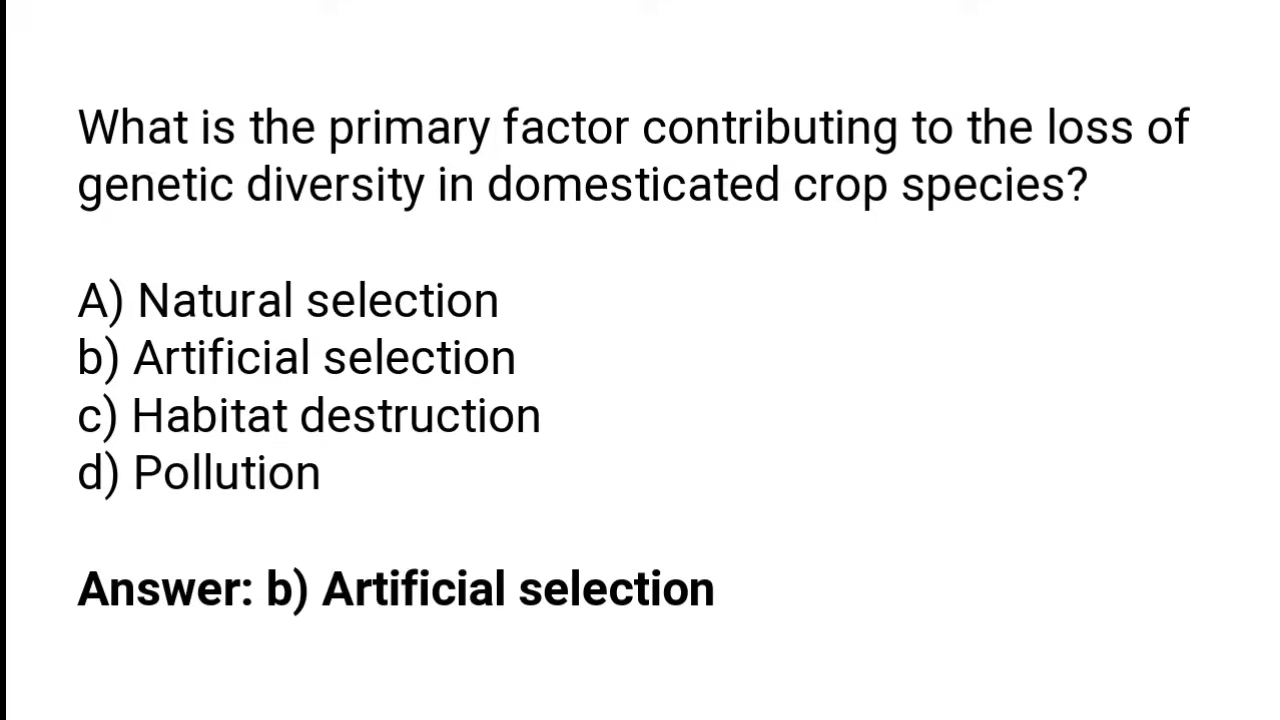 What is the primary factor contributing to the loss of
genetic diversity in domesticated crop species?
A) Natural selection
b) Artificial selection
c) Habitat destruction
d) Pollution
Answer: b) Artificial selection